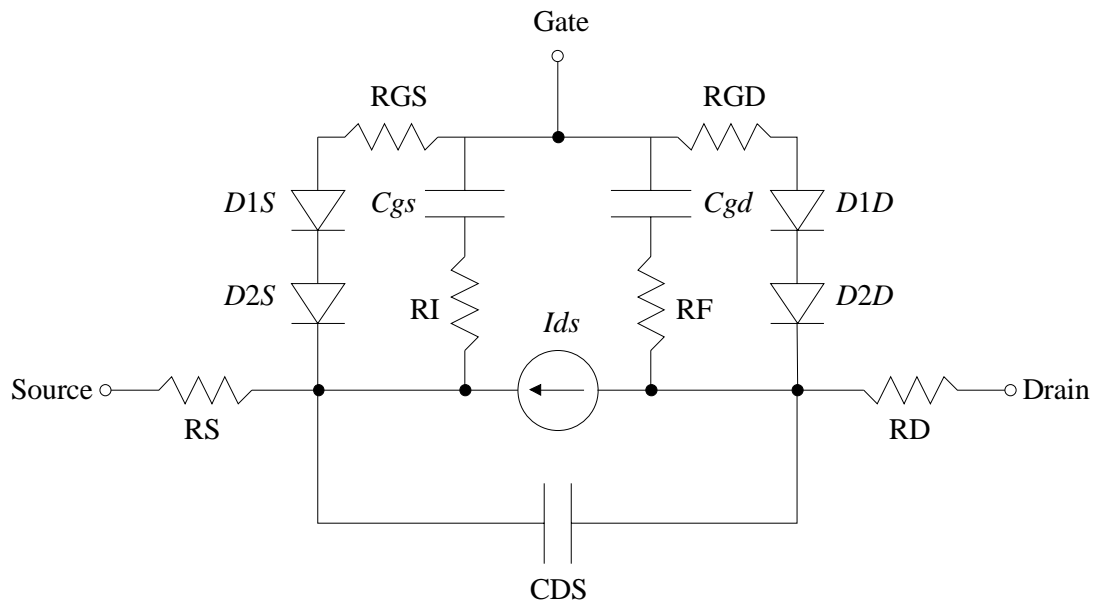 Gate
RGS
RGD
D1S
Cgs
Cgd
D1D
D2S
RI
Ids
RF
D2D
Source
RS
RD
Drain
CDS